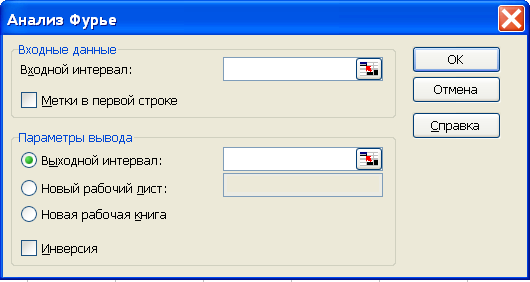 Анализ Фурье
Входные данные
Входной интервал:
Метки в первой строке
Параметры вывода
Выходной интервал:
Новый рабочий лист:
Новая рабочая книга
Инверсия
ОК
Отмена
Справка